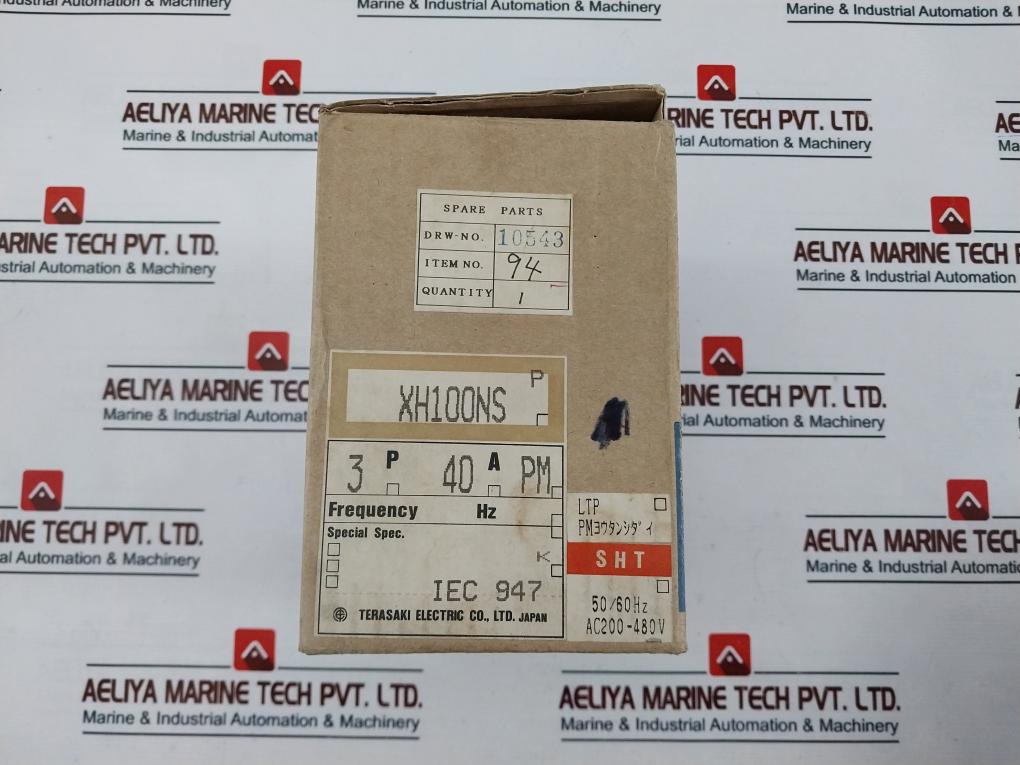 ustrial Automation & Machinery
Marine & Industrial Automation & Machinery
Marine & Industrial Automation &
AELIYA MARINE TECH
Marine & Industrial Automat
RINE TECH PVT. LTD.
rial Automation & Machinery
AE
Ma
SPARE PARTS
DRW-NO. 10543
ITEM NO. 94
QUANTITY 1
ARINE TECH PVT. LTD.
strial Automation & Machinery
AELIYA MARINE TECH P
Marine & Industrial Automation
P
XH100NS
AELIYA MARINE TEC
Marine & Industrial Automat
TECH PVT. LTD.
ial Automation & Machinery
3 P 40 A PM
Frequency Hz
Special Spec.
K
IEC 947
TERASAKI ELECTRIC CO., LTD. JAPAN
LTP
PMヨウタンシダイ
SHT
50/60Hz
AC200-480V
INE TECH PVT. LTD.
trial Automation & Machinery
AELIYA MARINE TECH
Marine & Industrial Automation
AELIYA MARINE TECH PVT. LTD.
Marine & Industrial Automation & Machinery
AELIYA MARINE TECH PVT. LTD.
Marine & Industrial Automation & Machinery